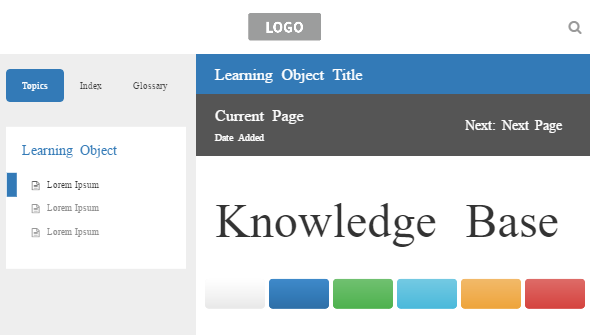 LOGO
Topics Index Glossary
Learning Object
Lorem Ipsum
Lorem Ipsum
Lorem Ipsum
Learning Object Title
Current Page
Date Added
Next: Next Page
Knowledge Base